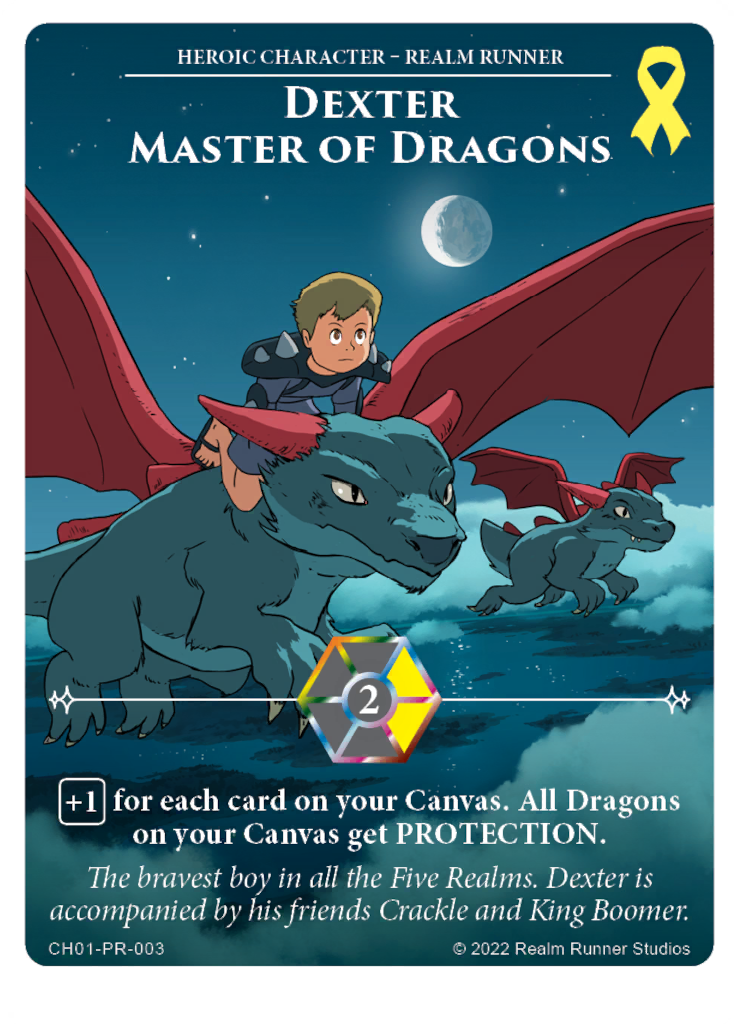 HEROIC CHARACTER – REALM RUNNER
DEXTER
MASTER OF DRAGONS
2
+1 for each card on your Canvas. All Dragons
on your Canvas get PROTECTION.
The bravest boy in all the Five Realms. Dexter is
accompanied by his friends Crackle and King Boomer.
CH01-PR-003 © 2022 Realm Runner Studios